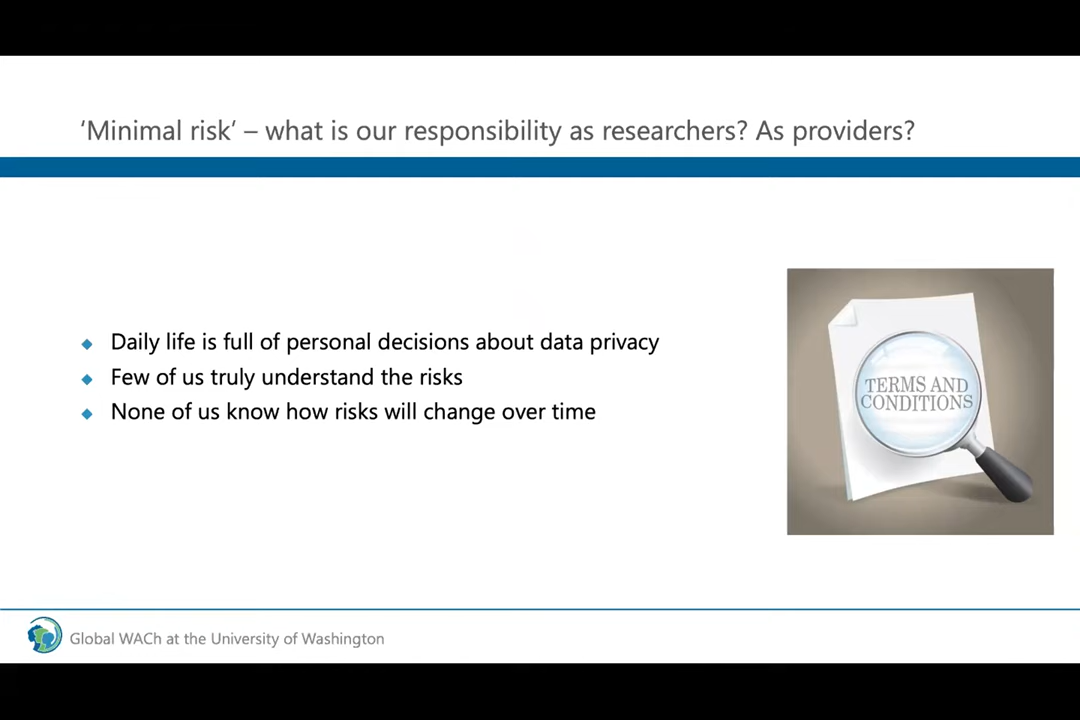 ‘Minimal risk’ – what is our responsibility as researchers? As providers?
Daily life is full of personal decisions about data privacy
Few of us truly understand the risks
None of us know how risks will change over time
TERMS AND
CONDITIONS
Global WACh at the University of Washington